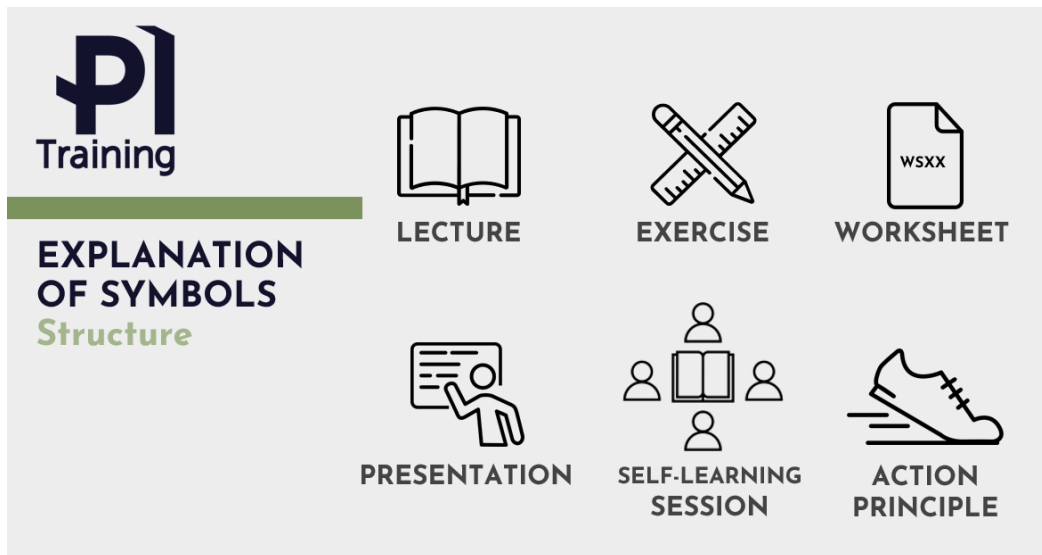 PI
Training
EXPLANATION
OF SYMBOLS
Structure
LECTURE
EXERCISE
WSXX
WORKSHEET
PRESENTATION
SELF-LEARNING
SESSION
ACTION
PRINCIPLE